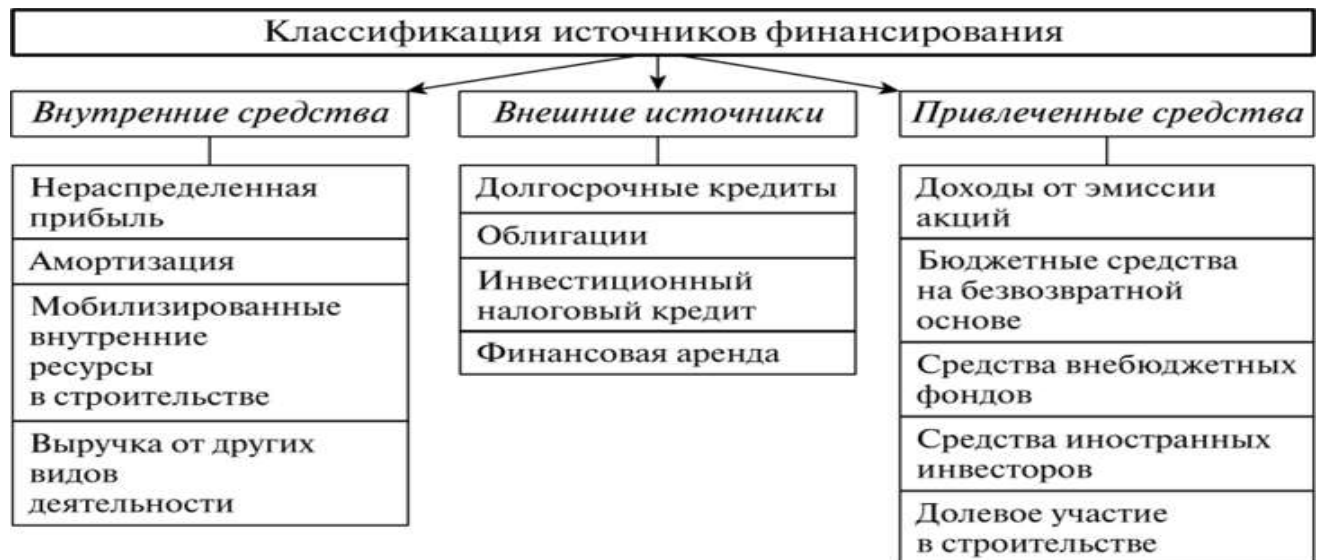 Классификация источников финансирования
Внутренние средства
Нераспределенная
прибыль
Амортизация
Мобилизированные
внутренние
ресурсы
в строительстве
Выручка от других
видов
деятельности
Внешние источники
Долгосрочные кредиты
Облигации
Инвестиционный
налоговый кредит
Финансовая аренда
Привлеченные средства
Доходы от эмиссии
акций
Бюджетные средства
на безвозвратной
основе
Средства внебюджетных
фондов
Средства иностранных
инвесторов
Долевое участие
в строительстве